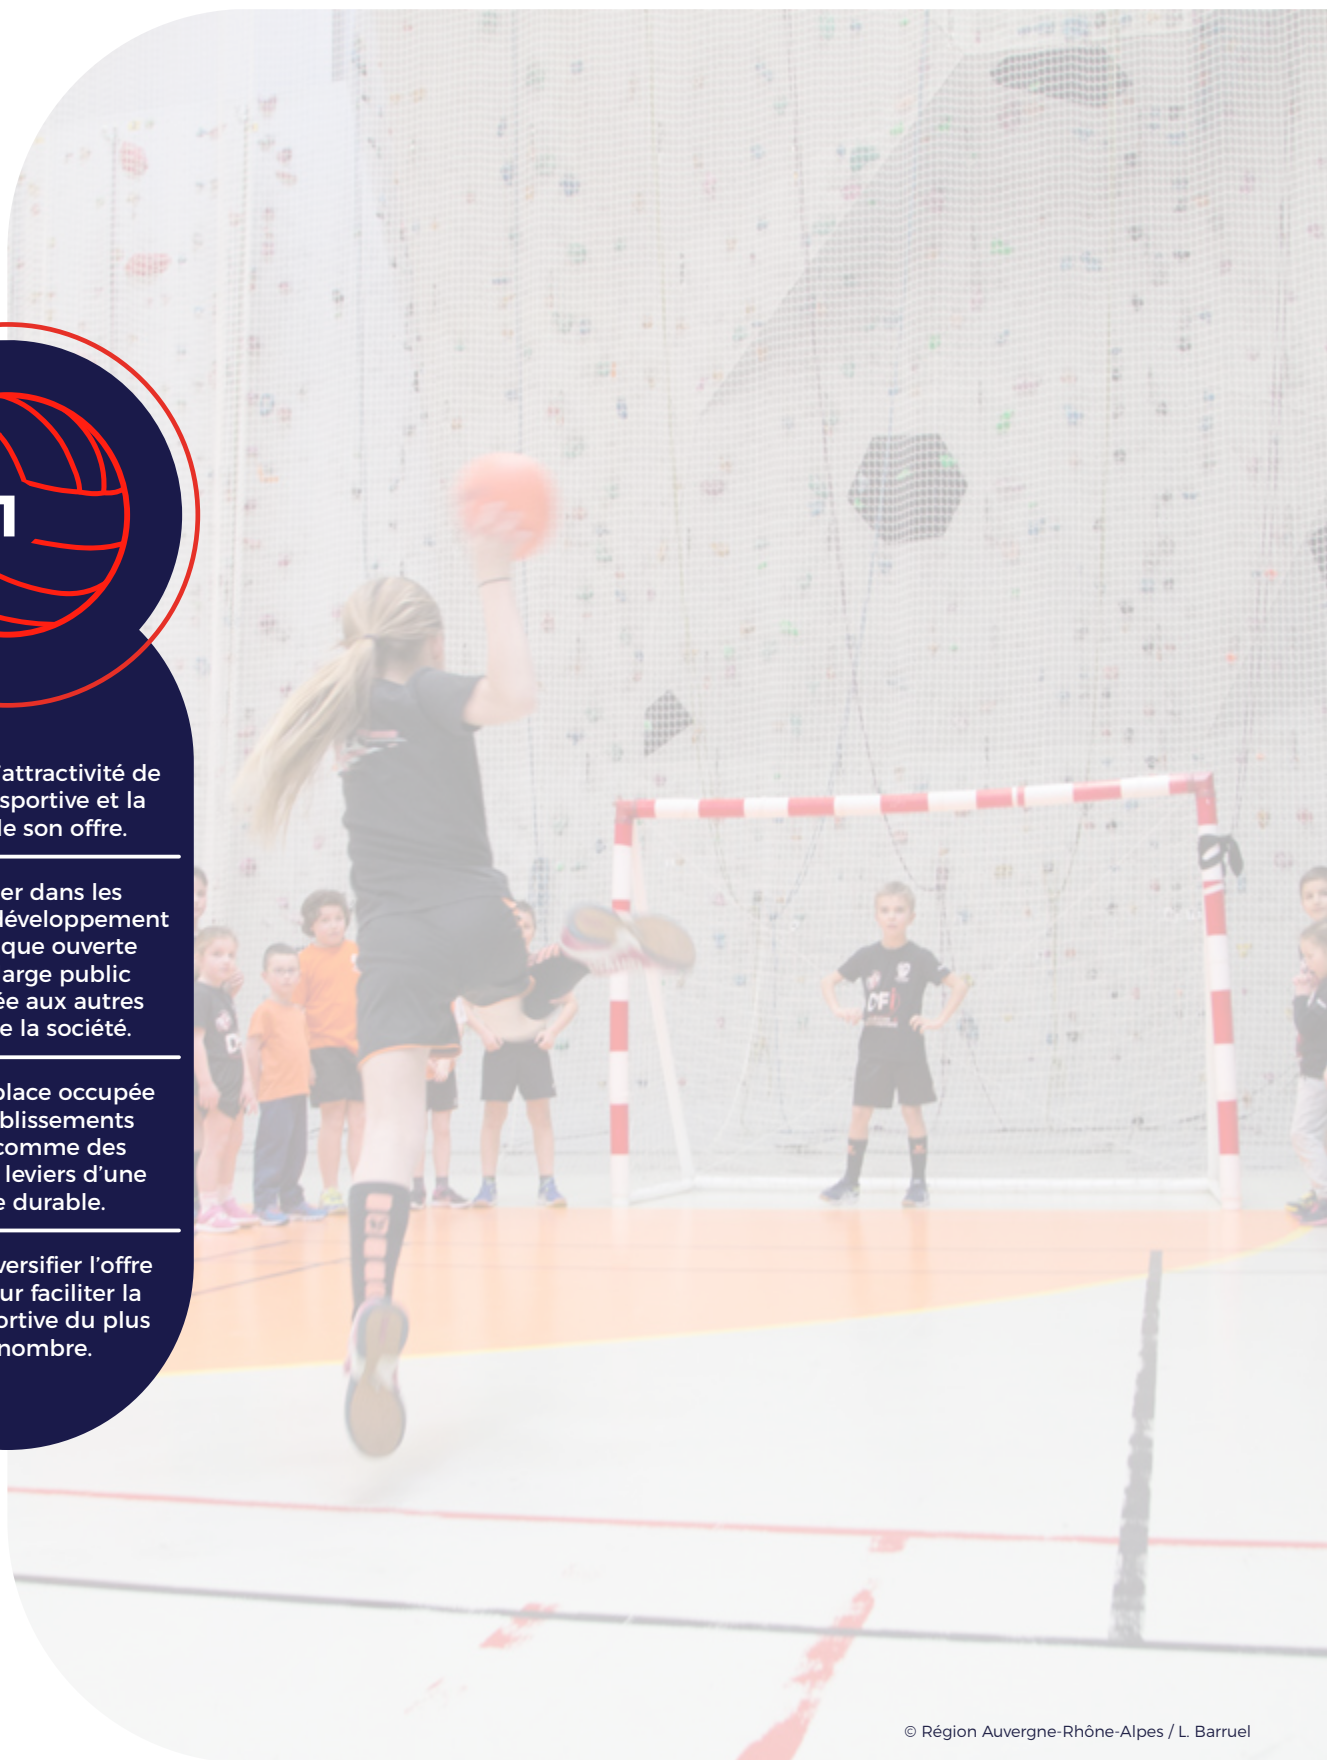 1
'attractivité de
sportive et la
le son offre.
er dans les
développement
que ouverte
arge public
ée aux autres
e la société.
place occupée
blissements
comme des
leviers d'une
e durable.
versifier l'offre
ur faciliter la
ortive du plus
nombre.
CFI
© Région Auvergne-Rhône-Alpes / L. Barruel